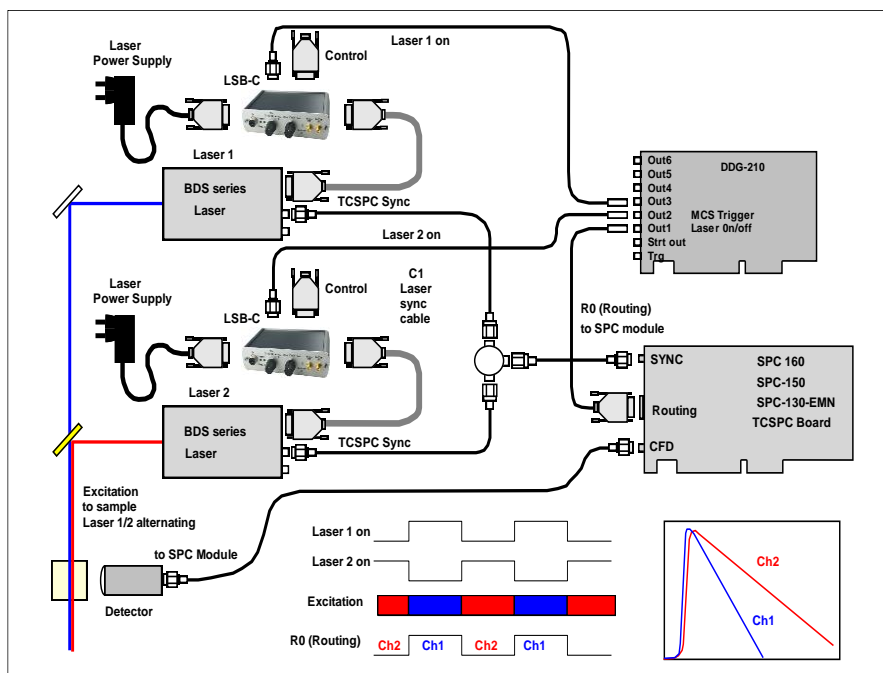 Laser
Power Supply
LSB-C
Control
Laser 1 on
Laser 1
BDS series
Laser
TCSPC Sync
Out6
Out5
Out4
Out3
Out2
Out1
Strt out
Trg
DDG-210
MCS Trigger
Laser 0n/off
Laser 2 on
Laser
Power Supply
LSB-C
Control
C1
Laser
sync
cable
R0 (Routing)
to SPC module
Laser 2
BDS series
Laser
TCSPC Sync
SYNC
Routing
CFD
SPC 160
SPC-150
SPC-130-EMN
TCSPC Board
Excitation
to sample
Laser 1/2 alternating
to SPC Module
Detector
Laser 1 on
Laser 2 on
Excitation
R0 (Routing)
Ch2 Ch1 Ch2 Ch1
Ch2
Ch1